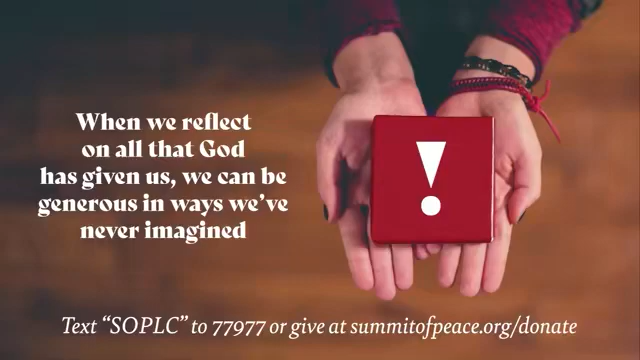 When we reflect
on all that God
has given us, we can be
generous in ways we’ve
never imagined
!
Text “SOPLC” to 77977 or give at summitofpeace.org/donate